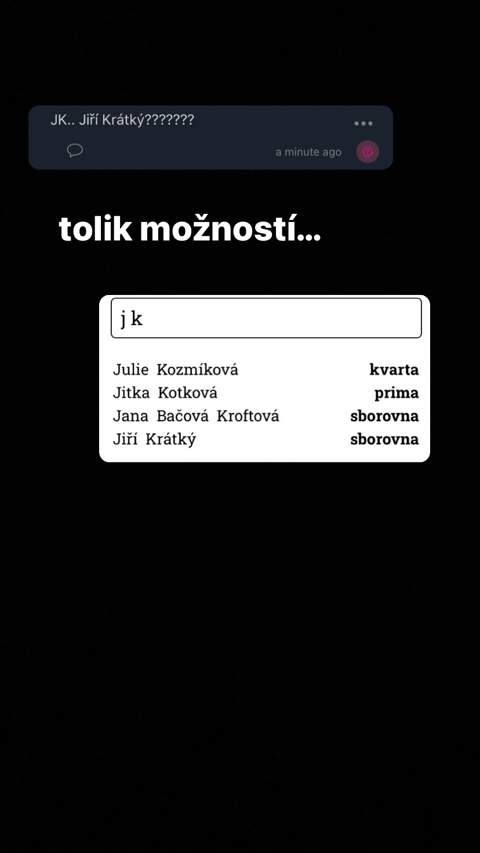 JK.. Jiří Krátký???????
a minute ago
tolik možností...
j k
Julie Kozmíková kvarta
Jitka Kotková prima
Jana Bačová Kroftová sborovna
Jiří Krátký sborovna